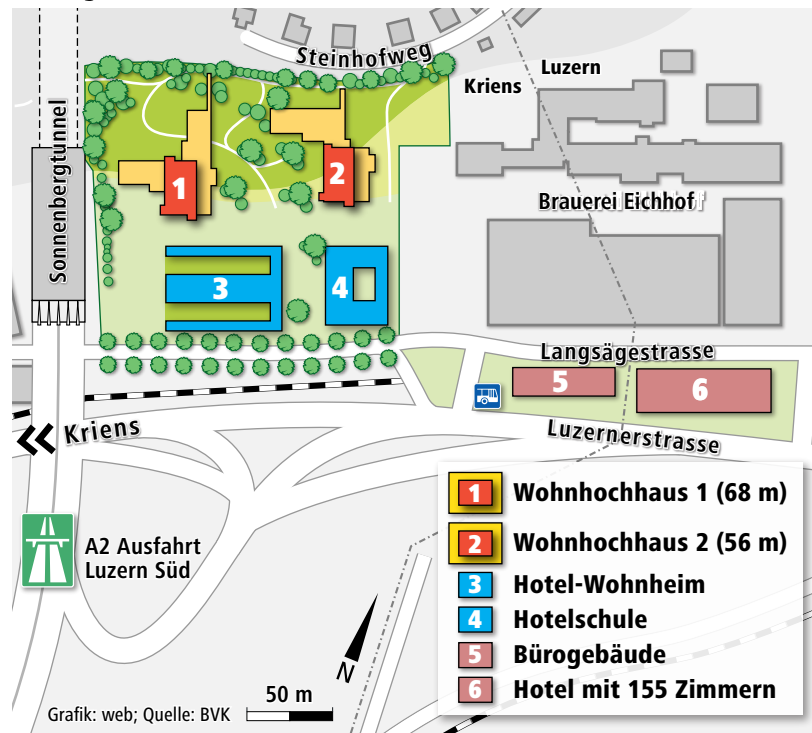 Steinhofweg
Luzern
Kriens
Sonnenbergtunnel
1
2
Brauerei Eichhof
3
4
Langsägestrasse
5
6
Kriens
Luzernerstrasse
A2 Ausfahrt
Luzern Süd
1 Wohnhochhaus 1 (68 m)
2 Wohnhochhaus 2 (56 m)
3 Hotel-Wohnheim
4 Hotelschule
5 Bürogebäude
6 Hotel mit 155 Zimmern
N
50 m
Grafik: web; Quelle: BVK